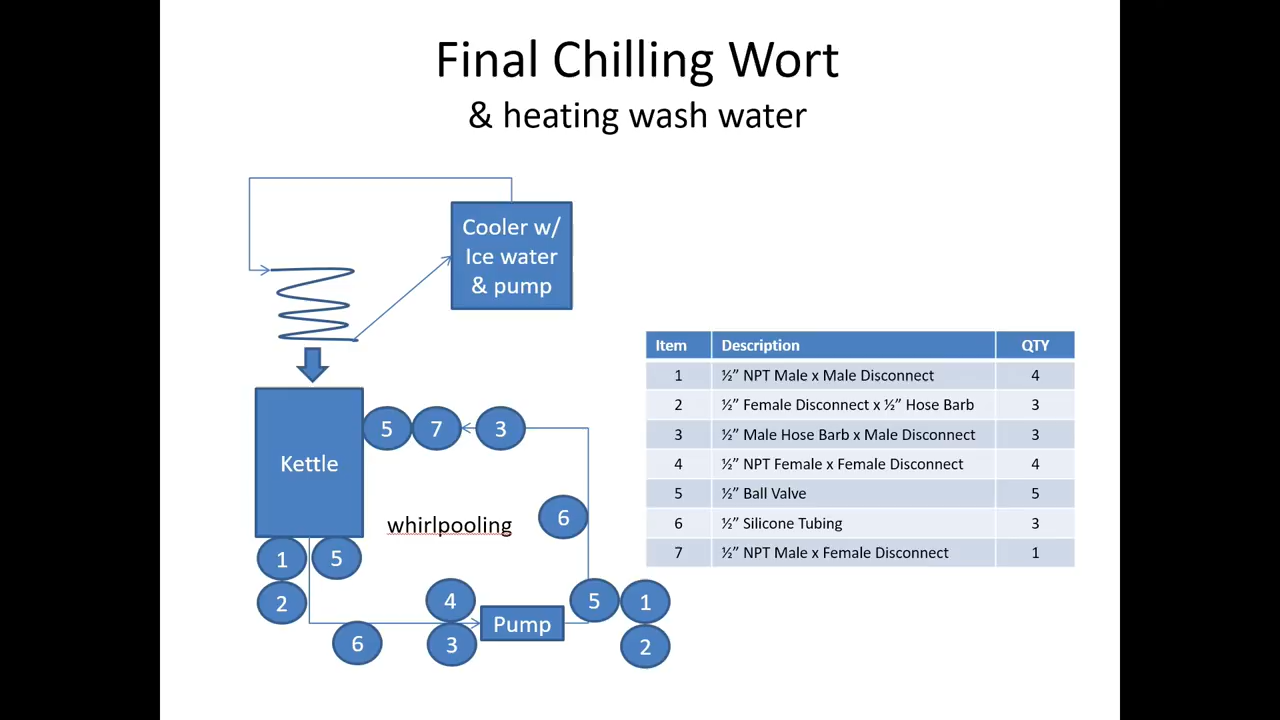 Final Chilling Wort
& heating wash water
Cooler w/
Ice water
& pump
Kettle
5
7
3
whirlpooling
6
1
5
2
6
4
3
Pump
5
1
2
Item Description QTY
1 ½” NPT Male x Male Disconnect 4
2 ½” Female Disconnect x ½” Hose Barb 3
3 ½” Male Hose Barb x Male Disconnect 3
4 ½” NPT Female x Female Disconnect 4
5 ½” Ball Valve 5
6 ½” Silicone Tubing 3
7 ½” NPT Male x Female Disconnect 1